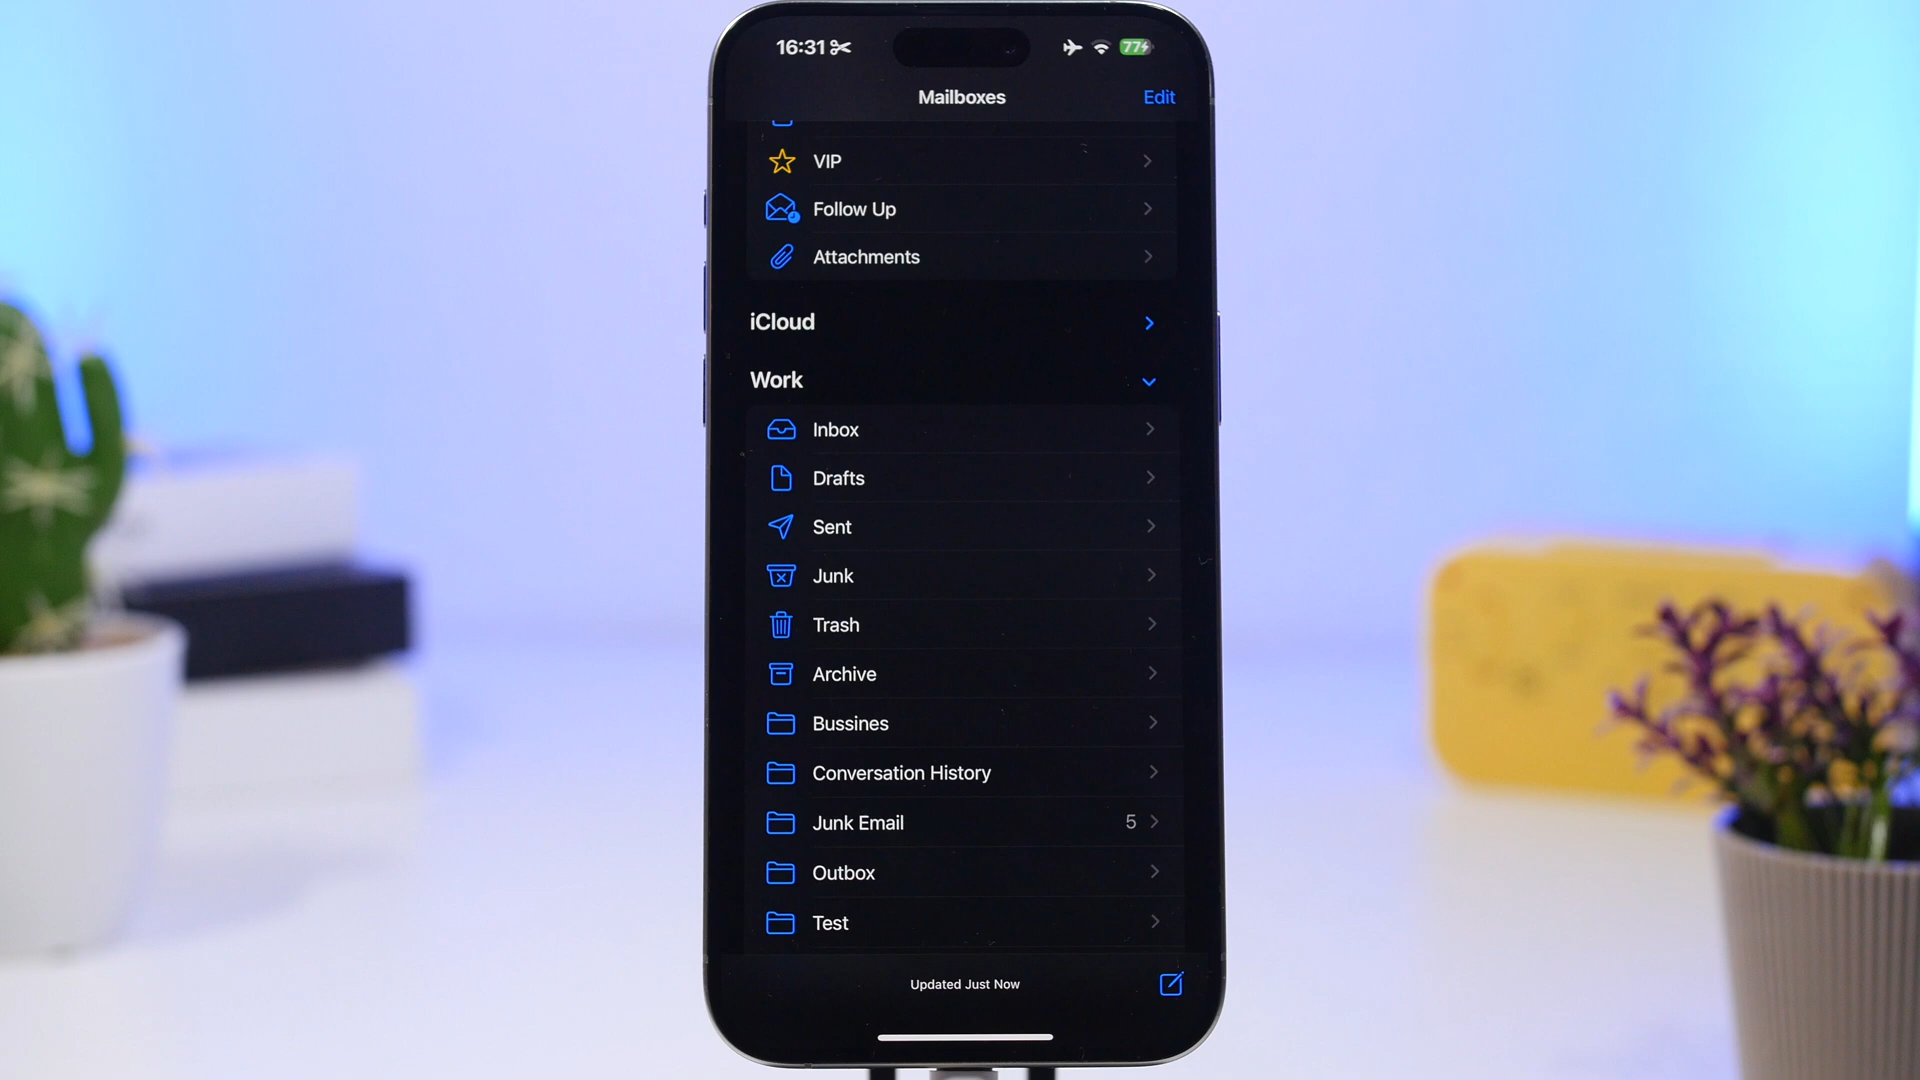 16:31
77
Mailboxes
Edit
VIP
Follow Up
Attachments
iCloud
Work
Inbox
Drafts
Sent
Junk
Trash
Archive
Bussines
Conversation History
Junk Email 5
Outbox
Test
Updated Just Now